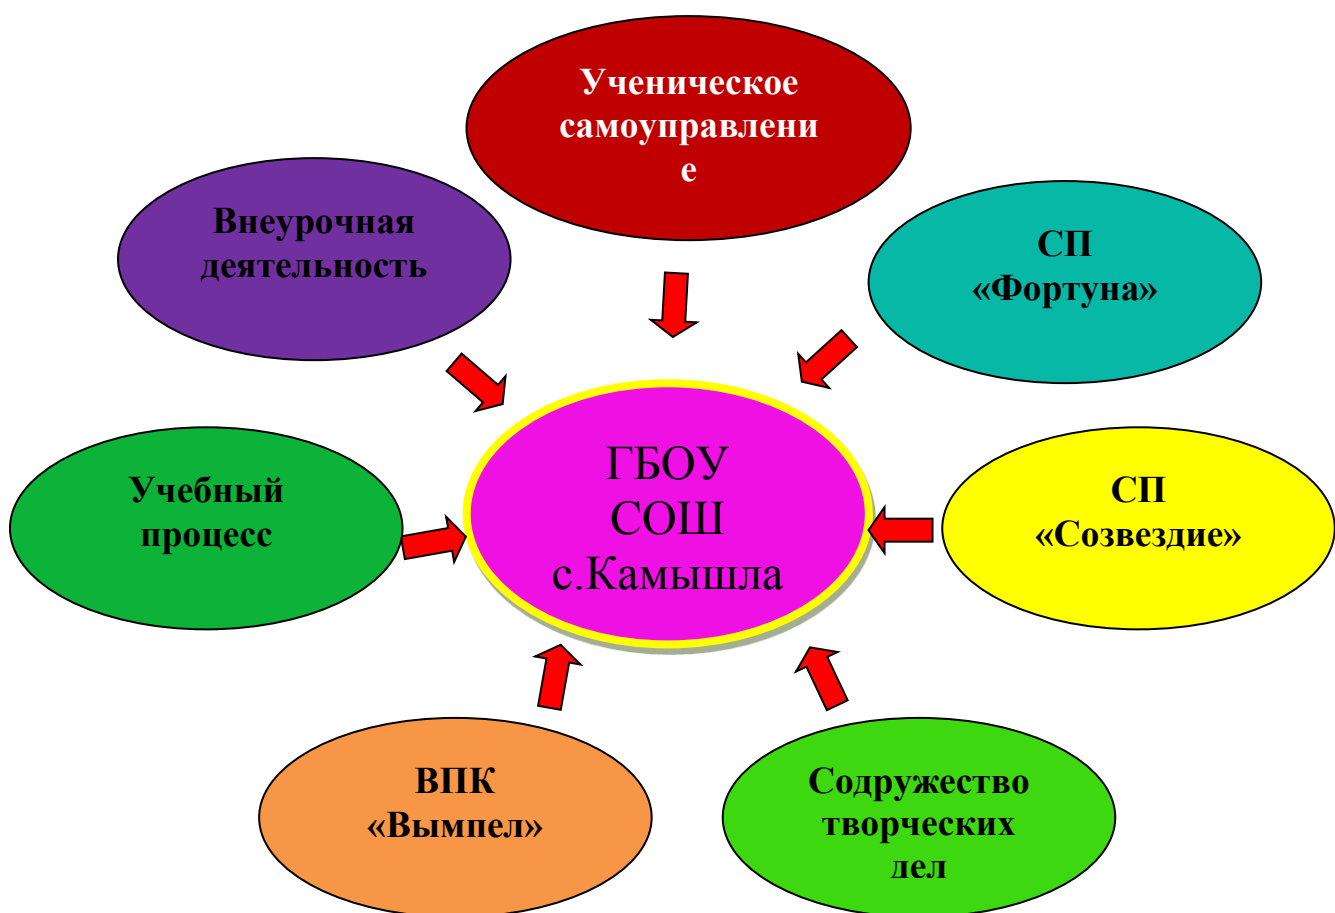 Ученическое
самоуправлени
е
Внеурочная
деятельность
СП
«Фортуна»
ГБОУ
СОШ
с.Камышла
Учебный
процесс
СП
«Созвездие»
ВПК
«Вымпел»
Содружество
творческих
дел